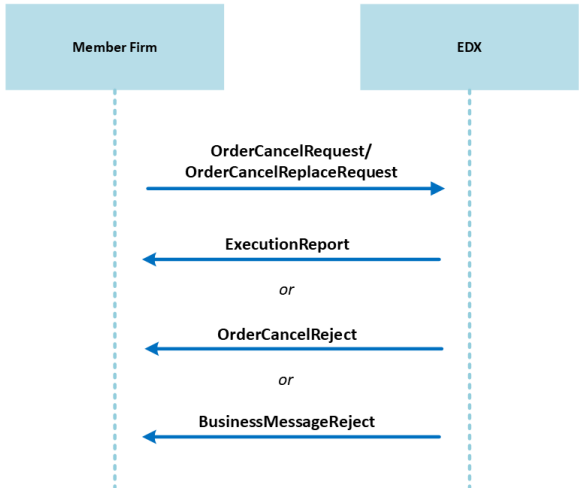 Member Firm
EDX
OrderCancelRequest/
OrderCancelReplaceRequest
ExecutionReport
or
OrderCancelReject
or
BusinessMessageReject